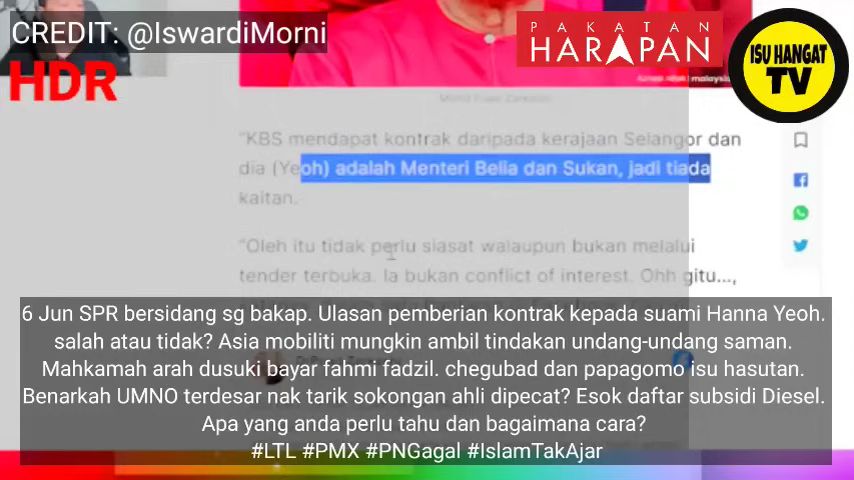 CREDIT: @IswardiMorni
PAKATAN
HARAPAN
ISU HANGAT
TV
HDR
"KBS mendapat kontrak daripada kerajaan Selangor dan
dia (Yeoh) adalah Menteri Belia dan Sukan, jadi tiada
kaitan.
"Oleh itu tidak perlu siasat walaupun bukan melalui
tender terbuka. Ia bukan conflict of interest. Ohh gitu...,
6 Jun SPR bersidang sg bakap. Ulasan pemberian kontrak kepada suami Hanna Yeoh.
salah atau tidak? Asia mobiliti mungkin ambil tindakan undang-undang saman.
Mahkamah arah dusuki bayar fahmi fadzil. chegubad dan papagomo isu hasutan.
Benarkah UMNO terdesar nak tarik sokongan ahli dipecat? Esok daftar subsidi Diesel.
Apa yang anda perlu tahu dan bagaimana cara?
#LTL #PMX #PNGagal #IslamTakAjar